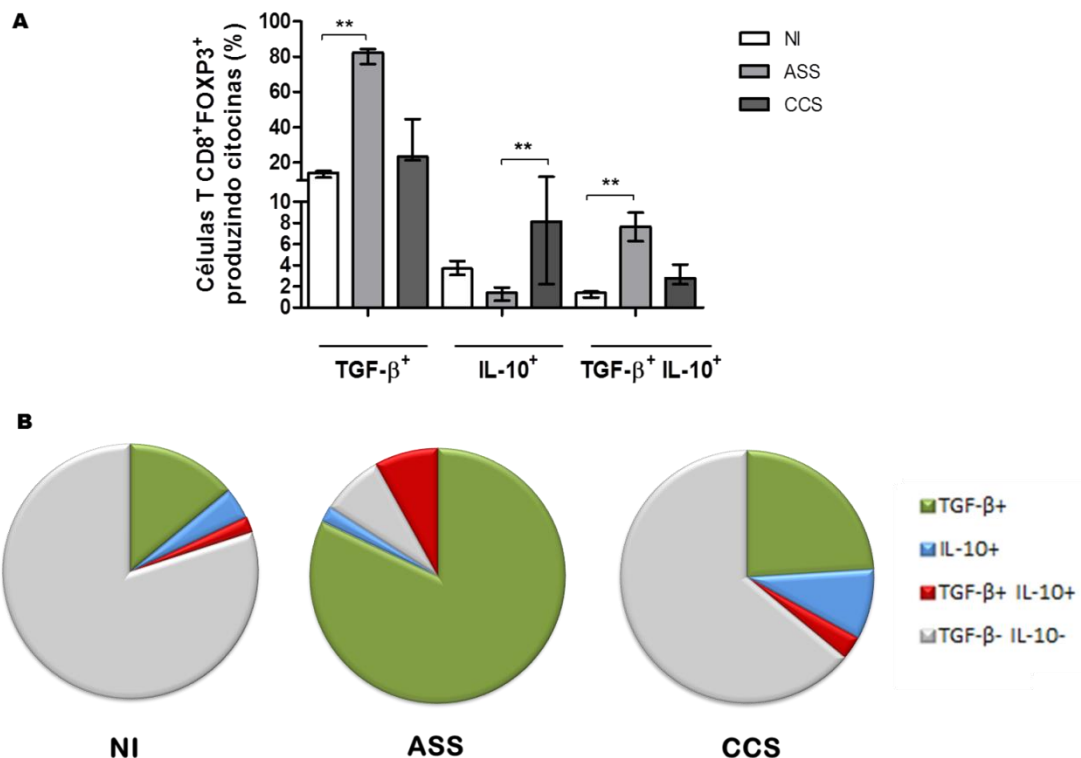 A
Células T CD8⁺FOXP3⁺
produzindo citocinas (%)
100
80
60
40
20
10
8
6
4
2
0
**
**
**
NI
ASS
CCS
TGF-β⁺
IL-10⁺
TGF-β⁺ IL-10⁺
B
NI
ASS
CCS
TGF-β+
IL-10+
TGF-β+ IL-10+
TGF-β- IL-10-